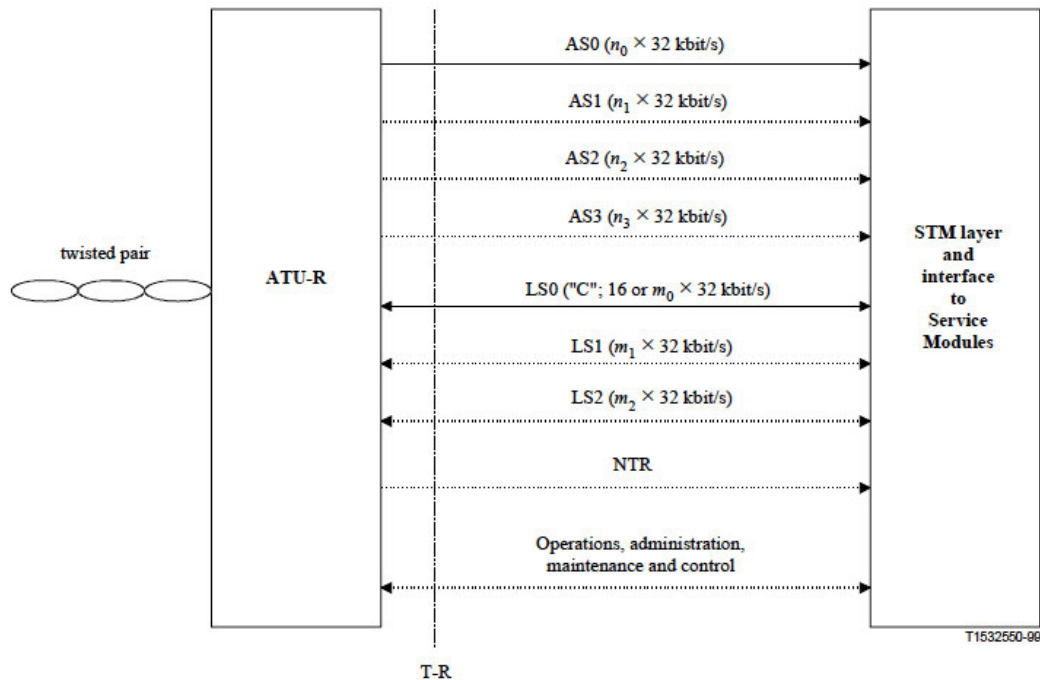 AS0 (n0 × 32 kbit/s)
AS1 (n1 × 32 kbit/s)
AS2 (n2 × 32 kbit/s)
AS3 (n3 × 32 kbit/s)
twisted pair
ATU-R
STM layer
and
interface
to
Service
Modules
LS0 ("C"; 16 or m0 × 32 kbit/s)
LS1 (m1 × 32 kbit/s)
LS2 (m2 × 32 kbit/s)
NTR
Operations, administration,
maintenance and control
T1532550-99
T-R